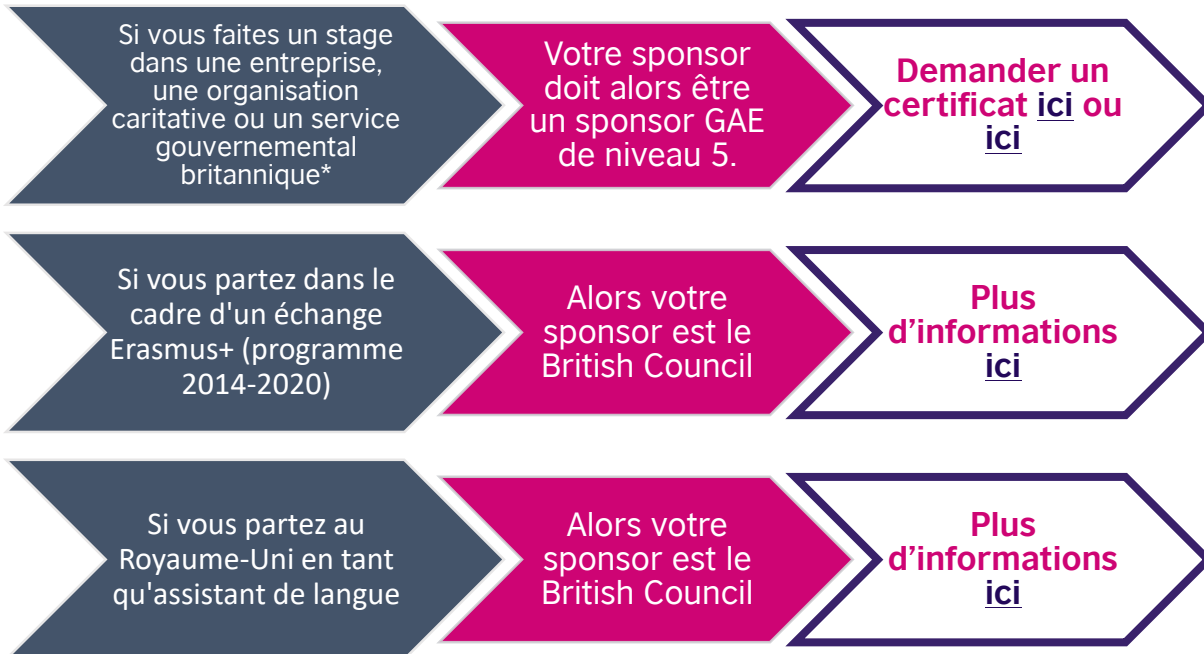 Si vous faites un stage
dans une entreprise,
une organisation
caritative ou un service
gouvernemental
britannique*
Votre sponsor
doit alors être
un sponsor GAE
de niveau 5.
Demander un
certificat ici ou
ici
Si vous partez dans le
cadre d'un échange
Erasmus+ (programme
2014-2020)
Alors votre
sponsor est le
British Council
Plus
d’informations
ici
Si vous partez au
Royaume-Uni en tant
qu'assistant de langue
Alors votre
sponsor est le
British Council
Plus
d’informations
ici